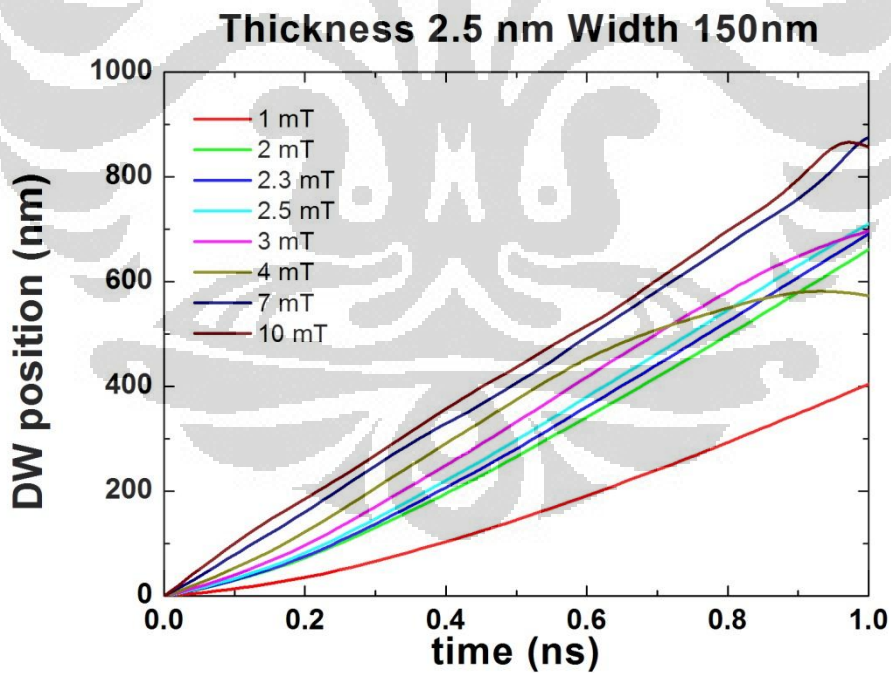 Thickness 2.5 nm Width 150nm
1000
800
600
400
200
0
DW position (nm)
1 mT
2 mT
2.3 mT
2.5 mT
3 mT
4 mT
7 mT
10 mT
0.0 0.2 0.4 0.6 0.8 1.0
time (ns)